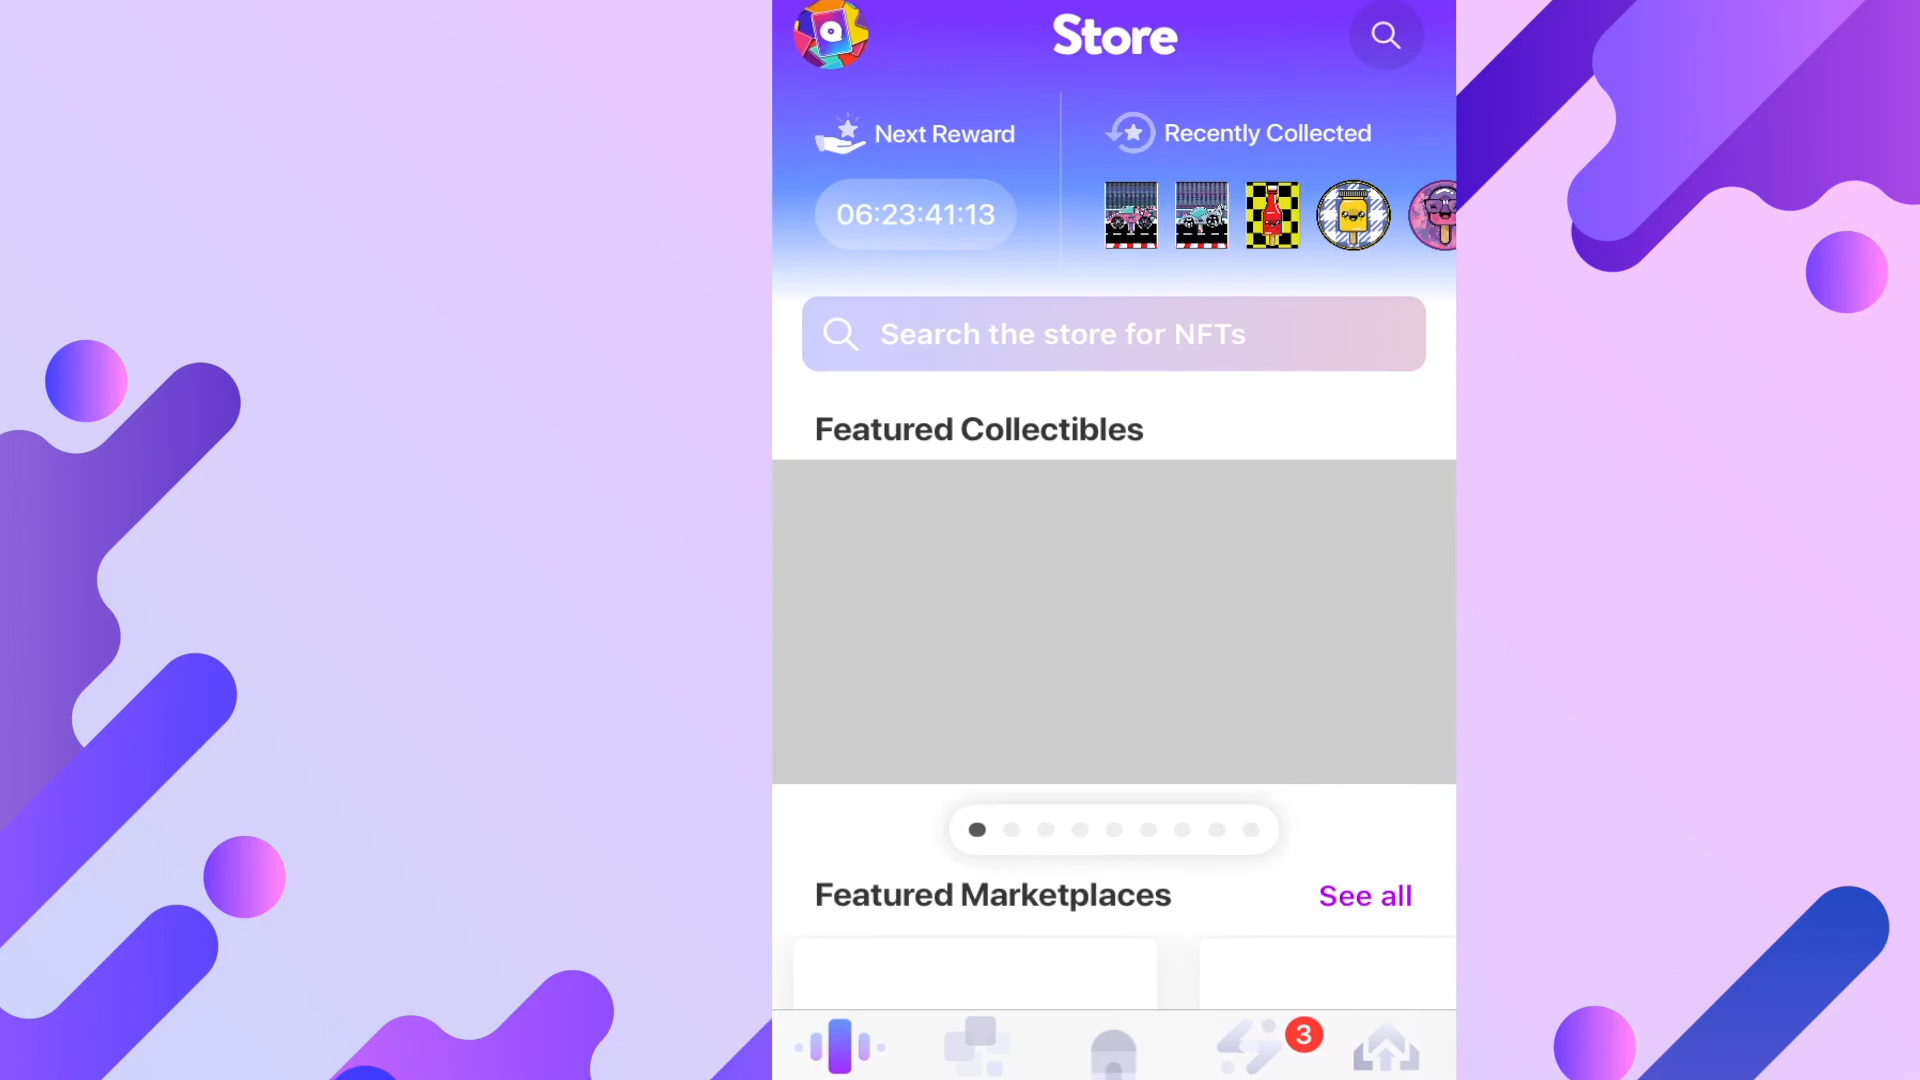 Store
Next Reward
Recently Collected
06:23:41:13
Search the store for NFTs
Featured Collectibles
Featured Marketplaces
See all
3